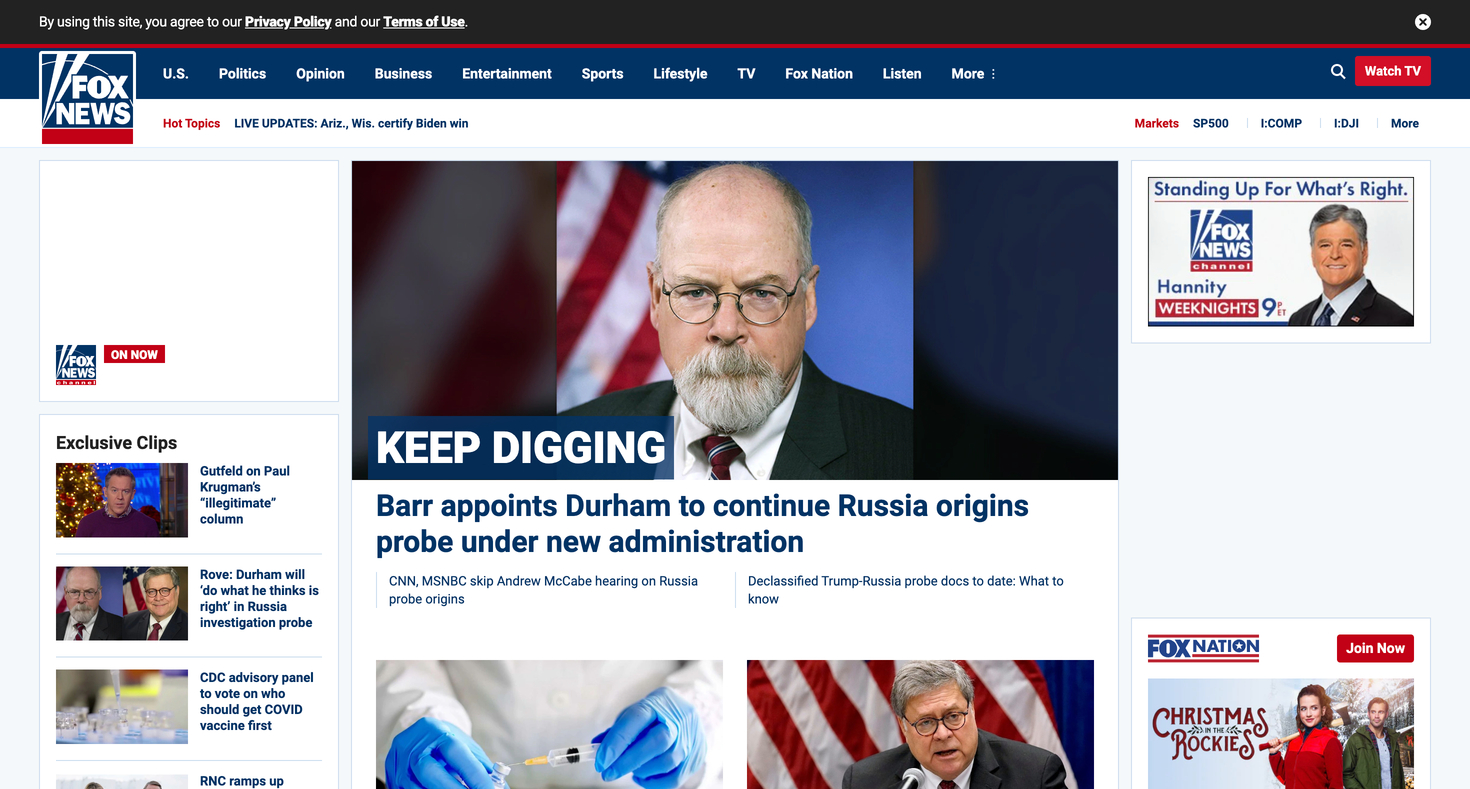 By using this site, you agree to our Privacy Policy and our Terms of Use.
FOX
NEWS
U.S.
Politics
Opinion
Business
Entertainment
Sports
Lifestyle
TV
Fox Nation
Listen
More
Watch TV
Hot Topics
LIVE UPDATES: Ariz., Wis. certify Biden win
Markets
SP500
I:COMP
I:DJI
More
FOX
NEWS
channel
ON NOW
Exclusive Clips
Gutfeld on Paul
Krugman's
"illegitimate"
column
Rove: Durham will
'do what he thinks is
right' in Russia
investigation probe
CDC advisory panel
to vote on who
should get COVID
vaccine first
RNC ramps up
KEEP DIGGING
Barr appoints Durham to continue Russia origins
probe under new administration
CNN, MSNBC skip Andrew McCabe hearing on Russia
probe origins
Declassified Trump-Russia probe docs to date: What to
know
Standing Up For What's Right.
FOX
NEWS
channel
Hannity
WEEKNIGHTS 9PET
FOX NATION
Join Now
CHRISTMAS
IN THE
ROCKIES